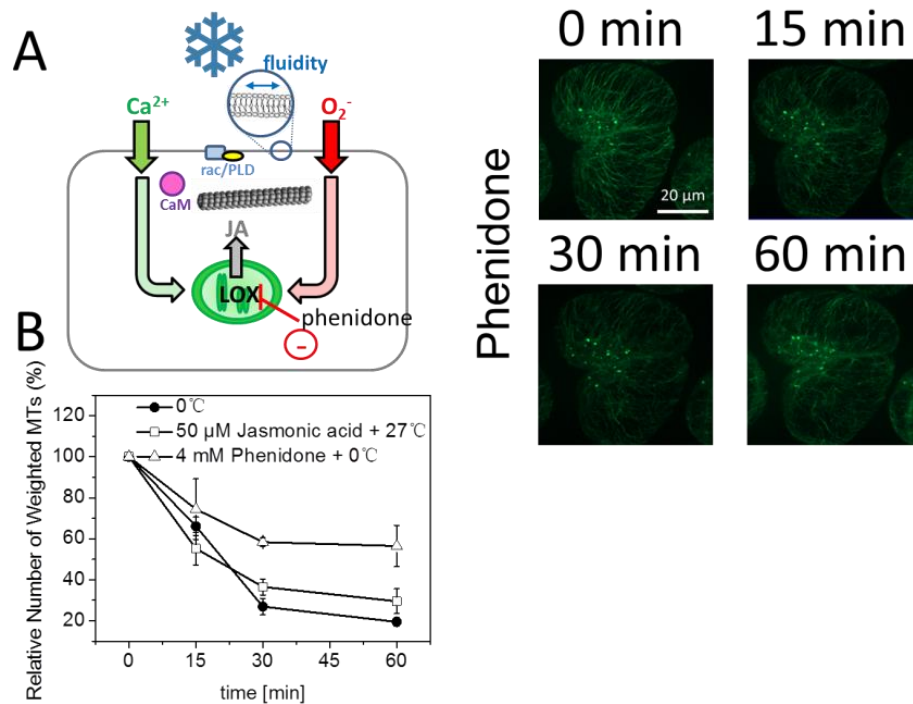 A
fluidity
Ca²⁺
O₂⁻
rac/PLD
CaM
JA
LOX
phenidone
−
B
Relative Number of Weighted MTs (%)
120
100
80
60
40
20
0℃
50 µM Jasmonic acid + 27℃
4 mM Phenidone + 0℃
0 15 30 45 60
time [min]
Phenidone
0 min 15 min
20 µm
30 min 60 min